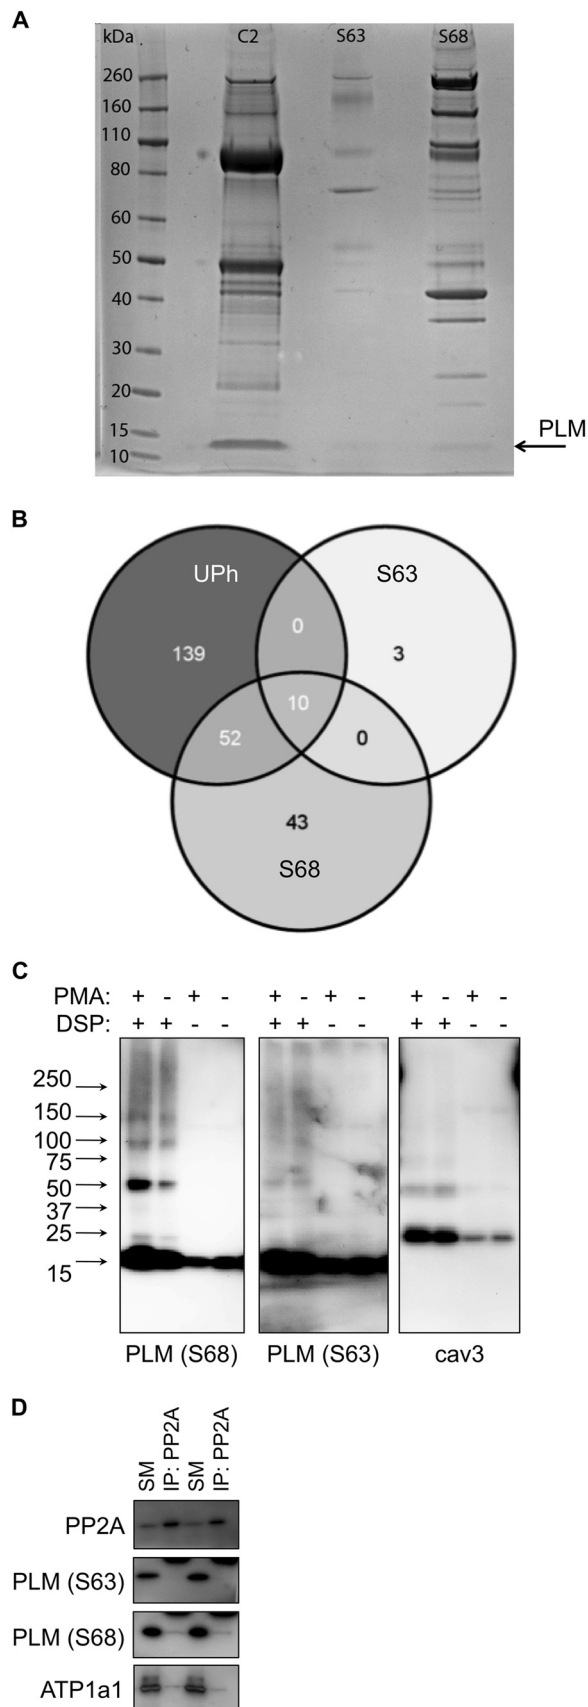 A
kDa C2 S63 S68
260
160
110
80
60
50
40
30
20
15
10
PLM
B
UPh S63
0
139 3
10
52 0
43
S68
C
PMA: + - + - + - + - + - + -
DSP: + + - - + + - - + + - -
250
150
100
75
50
37
25
15
PLM (S68) PLM (S63) cav3
D
SM IP: PP2A SM IP: PP2A
PP2A
PLM (S63)
PLM (S68)
ATP1a1